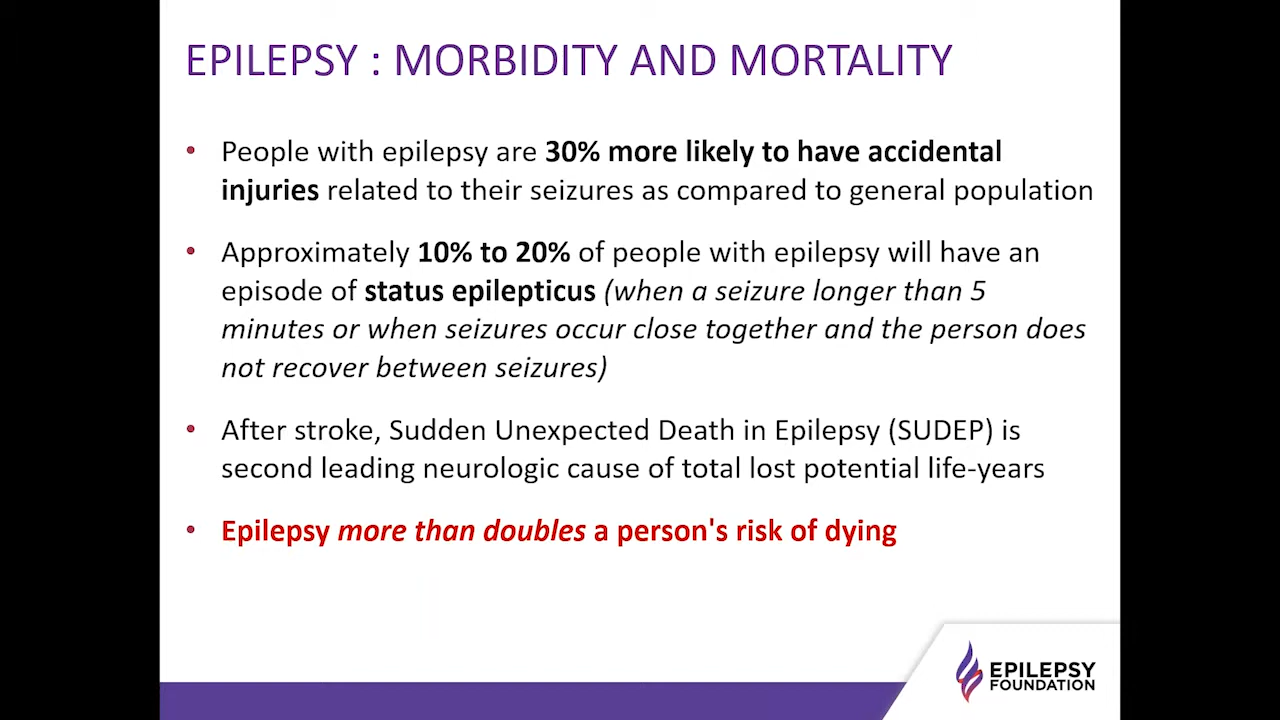 EPILEPSY : MORBIDITY AND MORTALITY
• People with epilepsy are 30% more likely to have accidental
injuries related to their seizures as compared to general population
• Approximately 10% to 20% of people with epilepsy will have an
episode of status epilepticus (when a seizure longer than 5
minutes or when seizures occur close together and the person does
not recover between seizures)
• After stroke, Sudden Unexpected Death in Epilepsy (SUDEP) is
second leading neurologic cause of total lost potential life-years
• Epilepsy more than doubles a person's risk of dying
EPILEPSY
FOUNDATION